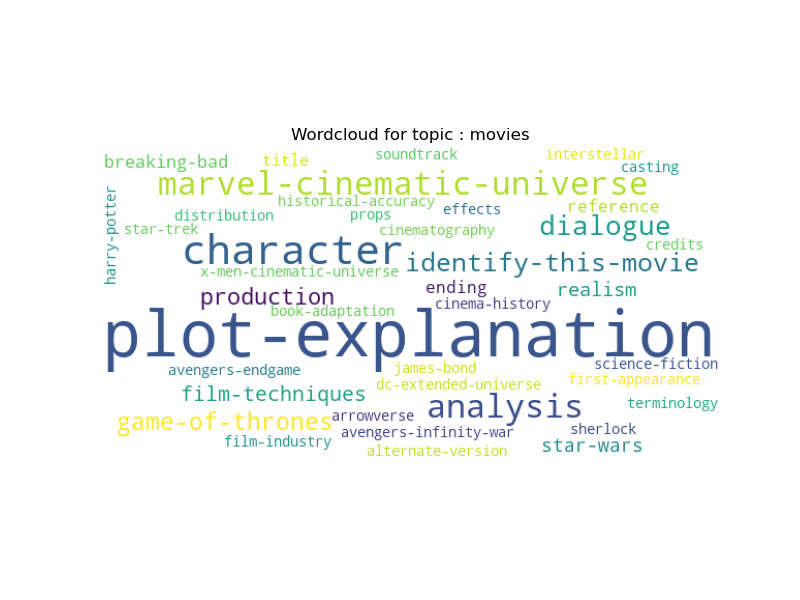 Wordcloud for topic : movies
soundtrack
interstellar
breaking-bad
title
casting
marvel-cinematic-universe
historical-accuracy
reference
effects
distribution
props
harry-potter
star-trek
cinematography
dialogue
credits
character
identify-this-movie
x-men-cinematic-universe
production
ending
realism
cinema-history
book-adaptation
plot-explanation
avengers-endgame
james-bond
science-fiction
dc-extended-universe
first-appearance
film-techniques
analysis
terminology
game-of-thrones
arrowverse
avengers-infinity-war
sherlock
film-industry
alternate-version
star-wars